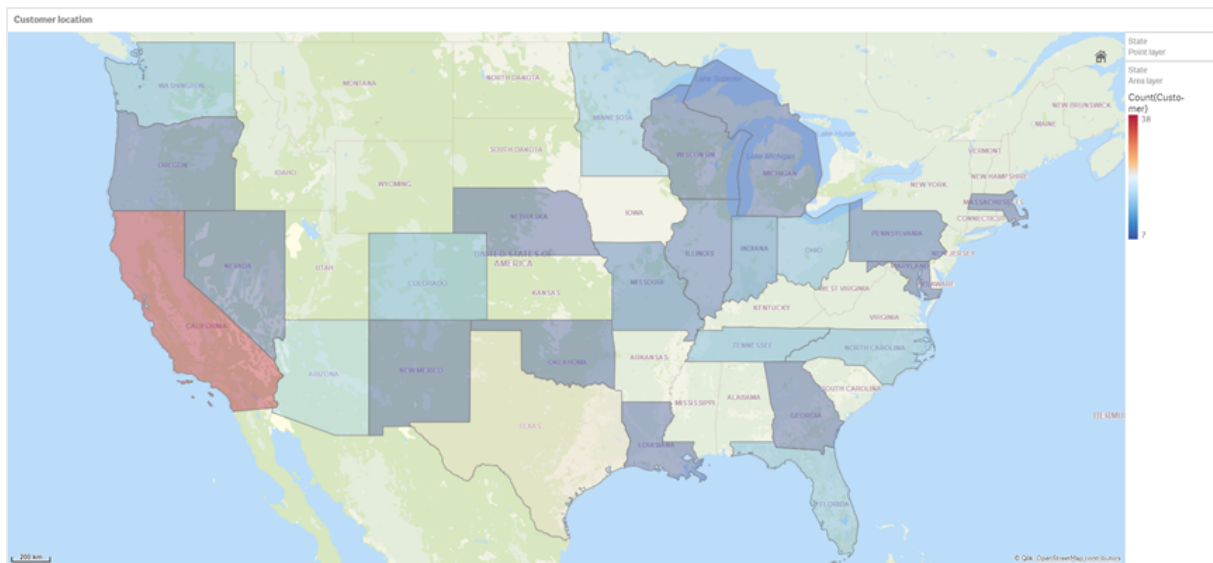 Customer location
State
Point layer
State
Area layer
Count(Custo-
mer)
38
7
WASHINGTON
MONTANA
NORTH DAKOTA
MINNESOTA
Lake Superior
NEW BRUNSWICK
MAINE
OREGON
IDAHO
SOUTH DAKOTA
WISCONSIN
Lake Huron
Lake Michigan
MICHIGAN
VERMONT
NEW HAMPSHIRE
WYOMING
NEW YORK
MASSACHUSETTS
IOWA
NEBRASKA
CONNECTICUT
PENNSYLVANIA
NEVADA
UTAH
UNITED STATES OF
AMERICA
ILLINOIS
INDIANA
OHIO
NEW JERSEY
MARYLAND
DELAWARE
COLORADO
KANSAS
MISSOURI
WEST VIRGINIA
KENTUCKY
VIRGINIA
CALIFORNIA
TENNESSEE
NORTH CAROLINA
ARIZONA
NEW MEXICO
OKLAHOMA
ARKANSAS
SOUTH CAROLINA
MISSISSIPPI
ALABAMA
GEORGIA
BERMU
TEXAS
LOUISIANA
FLORIDA
200 km
© Qlik, OpenStreetMap contributors